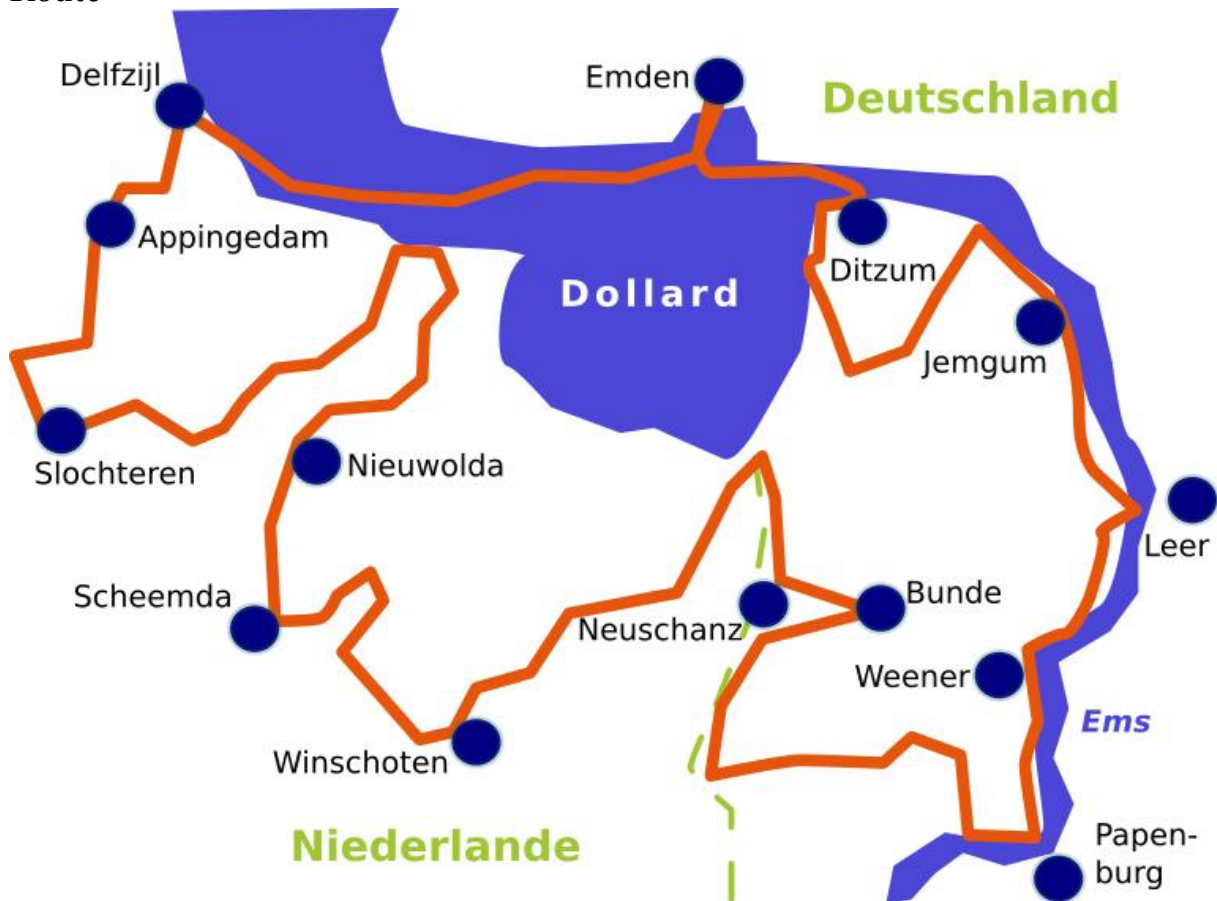 Route
Delfzijl
Emden
Deutschland
Appingedam
Ditzum
Dollard
Jemgum
Slochteren
Nieuwolda
Leer
Scheemda
Neuschanz
Bunde
Weener
Ems
Winschoten
Niederlande
Papen-
burg